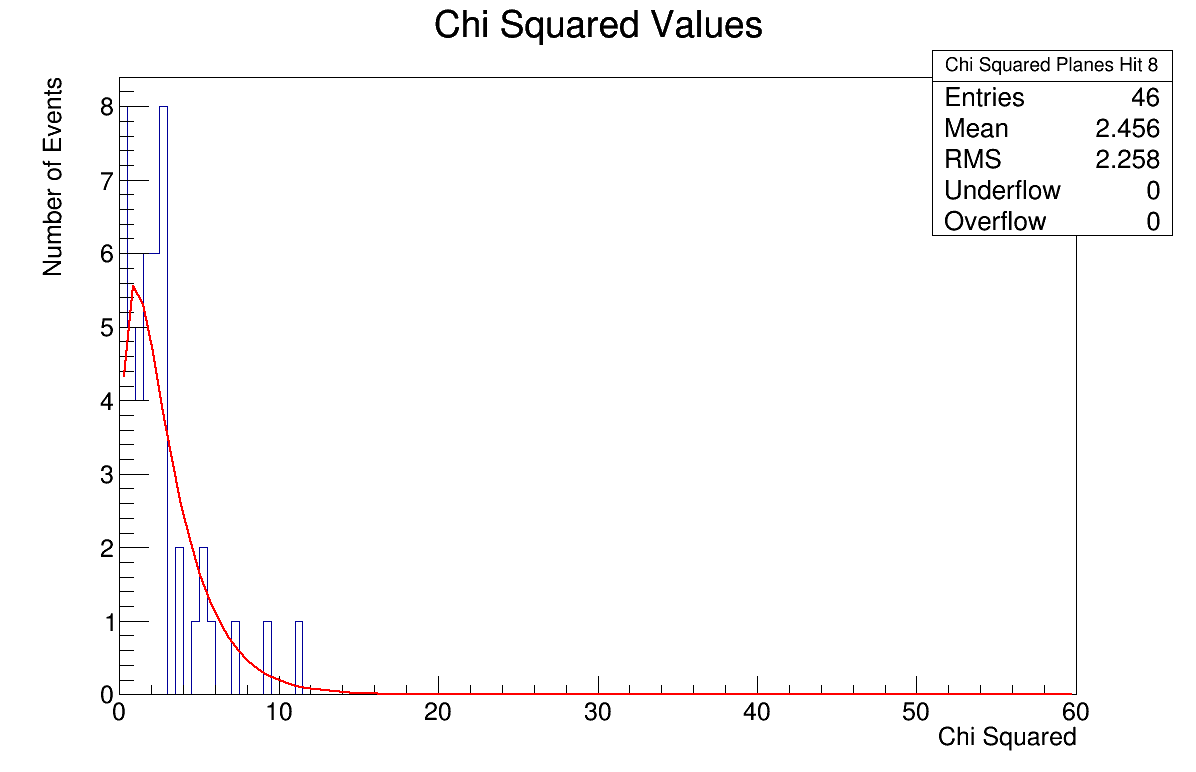 Chi Squared Values
Chi Squared Planes Hit 8
Entries 46
Mean 2.456
RMS 2.258
Underflow 0
Overflow 0
Number of Events
8
7
6
5
4
3
2
1
0
0 10 20 30 40 50 60
Chi Squared